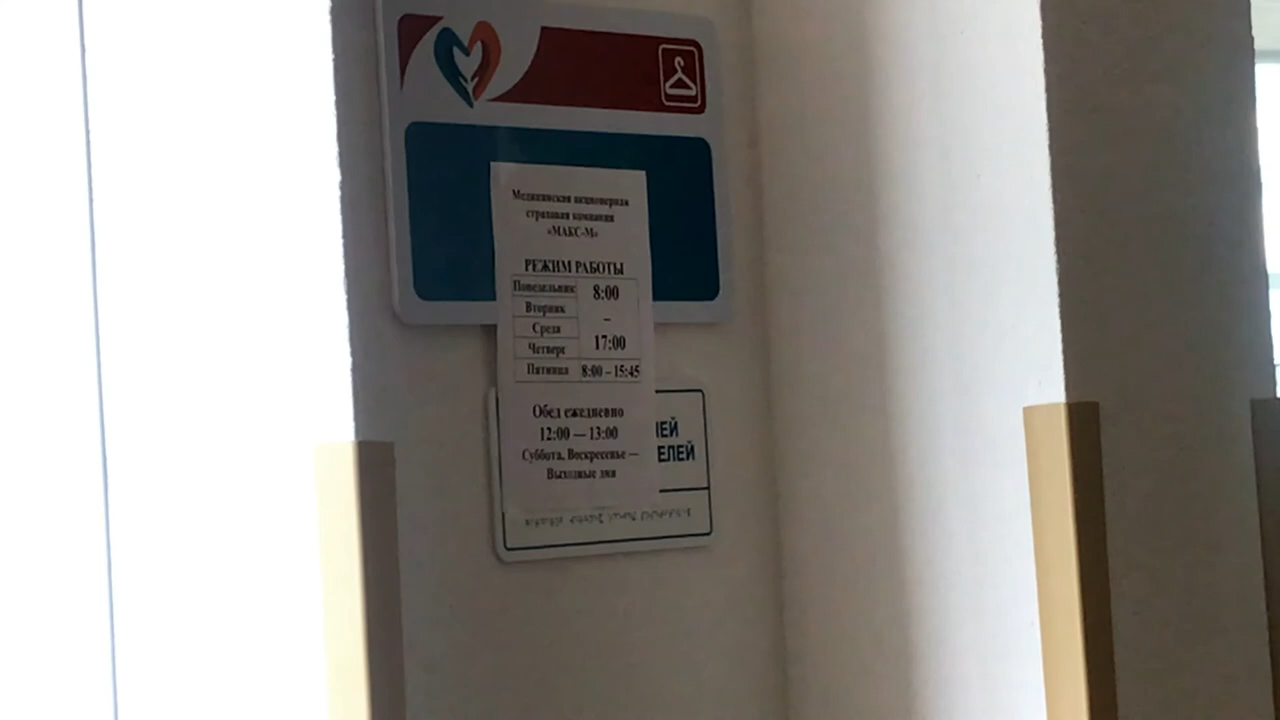 Медицинская акционерная
страховая компания
«МАКС-М»
РЕЖИМ РАБОТЫ
Понедельник
8:00
Вторник
–
Среда
17:00
Четверг
Пятница 8:00 – 15:45
Обед ежедневно
12:00 — 13:00
Суббота, Воскресенье —
Выходные дни
ЕЙ
ЕЛЕЙ